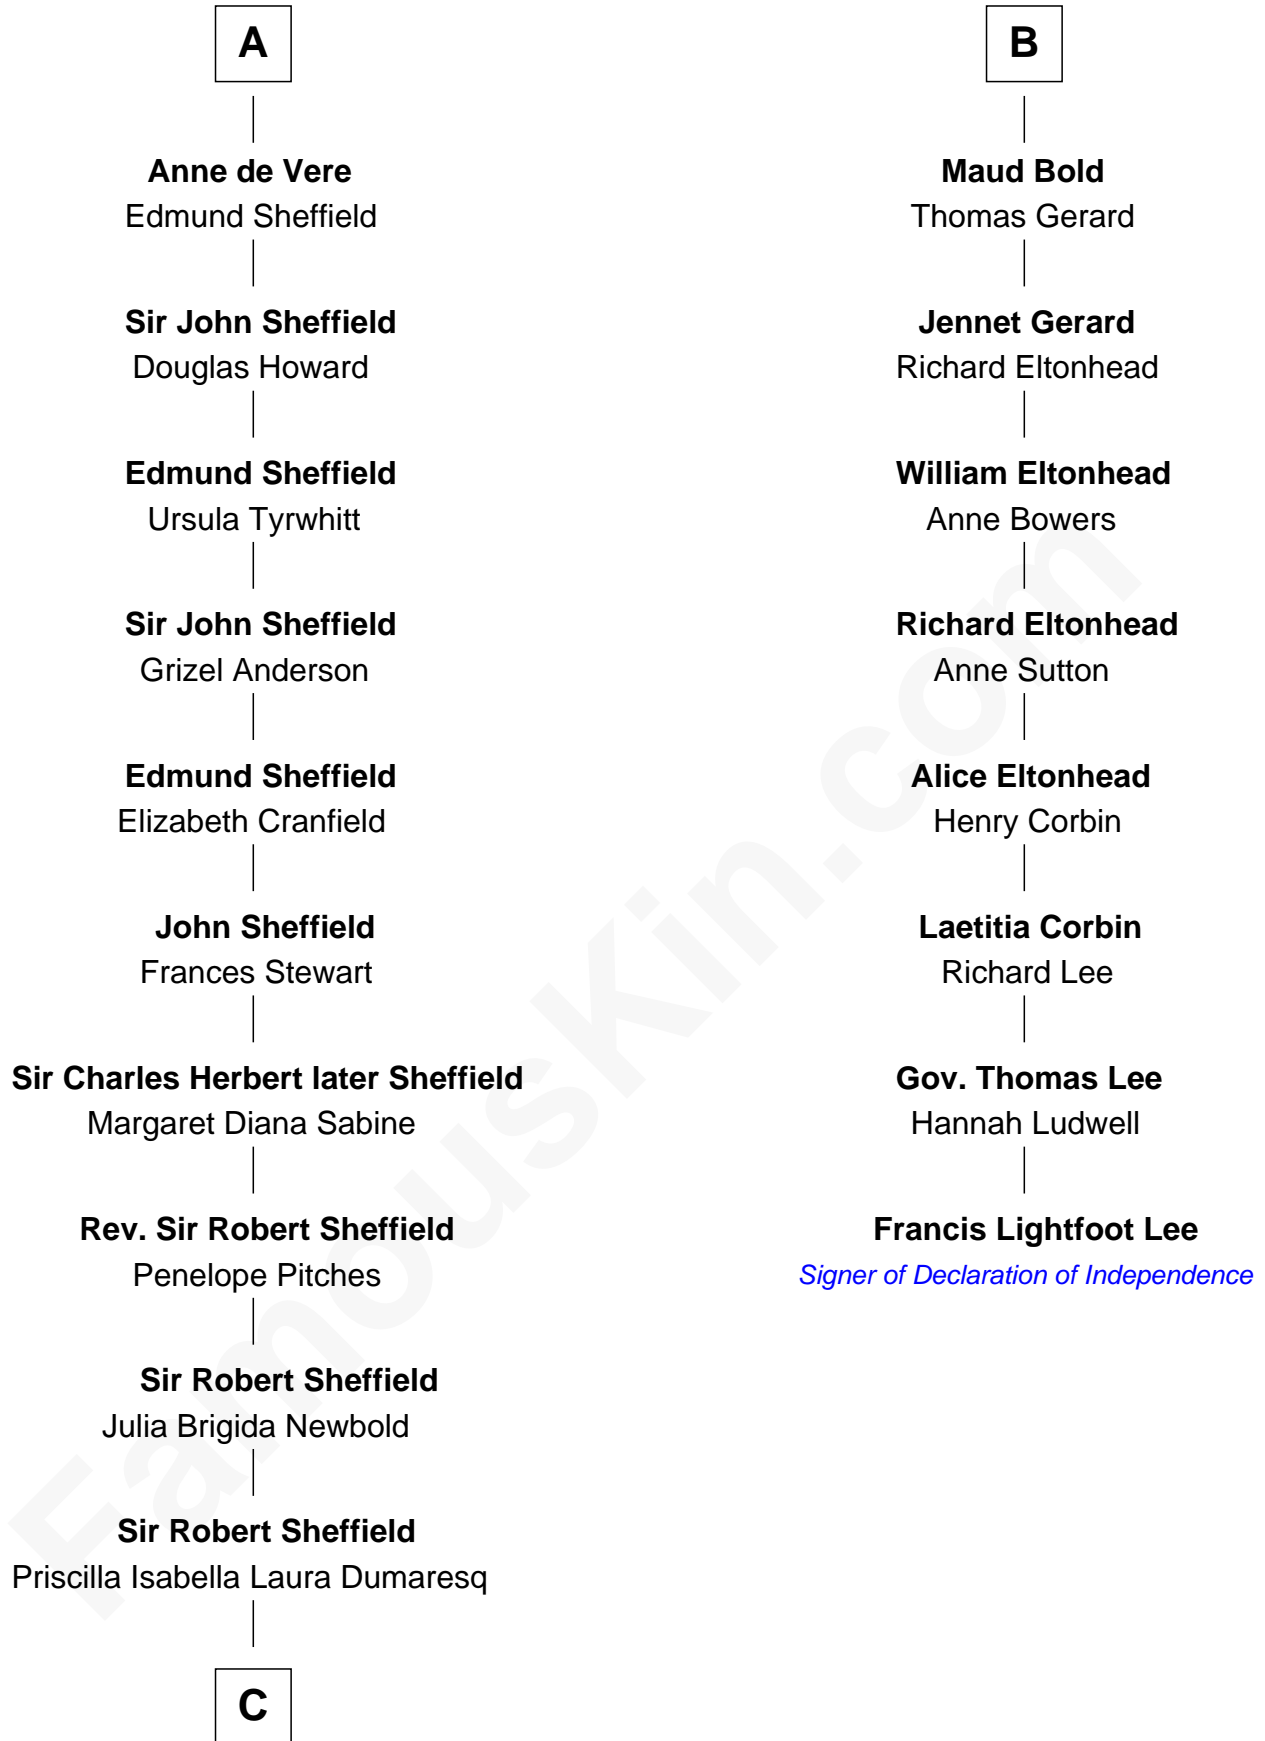 A
Anne de Vere
Edmund Sheffield
Sir John Sheffield
Douglas Howard
Edmund Sheffield
Ursula Tyrwhitt
Sir John Sheffield
Grizel Anderson
Edmund Sheffield
Elizabeth Cranfield
John Sheffield
Frances Stewart
Sir Charles Herbert later Sheffield
Margaret Diana Sabine
Rev. Sir Robert Sheffield
Penelope Pitches
Sir Robert Sheffield
Julia Brigida Newbold
Sir Robert Sheffield
Priscilla Isabella Laura Dumaresq
C
B
Maud Bold
Thomas Gerard
Jennet Gerard
Richard Eltonhead
William Eltonhead
Anne Bowers
Richard Eltonhead
Anne Sutton
Alice Eltonhead
Henry Corbin
Laetitia Corbin
Richard Lee
Gov. Thomas Lee
Hannah Ludwell
Francis Lightfoot Lee
Signer of Declaration of Independence
FamousKin.com